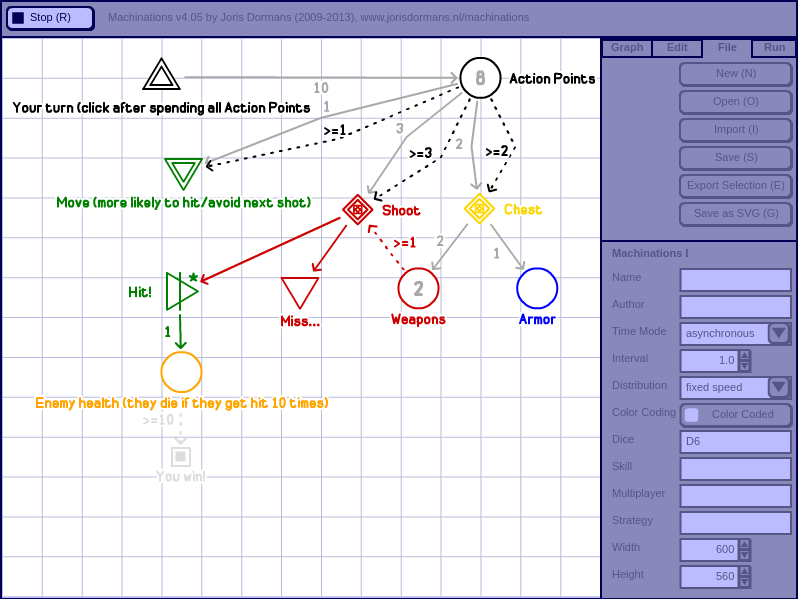 Stop (R)
Machinations v4.05 by Joris Dormans (2009-2013), www.jorisdormans.nl/machinations
Graph Edit File Run
New (N)
Open (O)
Import (I)
Save (S)
Export Selection (E)
Save as SVG (G)
Machinations I
Name
Author
Time Mode asynchronous
Interval 1.0
Distribution fixed speed
Color Coding Color Coded
Dice D6
Skill
Multiplayer
Strategy
Width 600
Height 560
8 Action Points
10
Your turn (click after spending all Action Points
1
>=1
3
>=3
2
>=2
Move (more likely to hit/avoid next shot)
Shoot
Chest
>=1
2
1
Hit!
*
2
Miss...
Weapons
Armor
1
Enemy health (they die if they get hit 10 times)
>=10
You win!